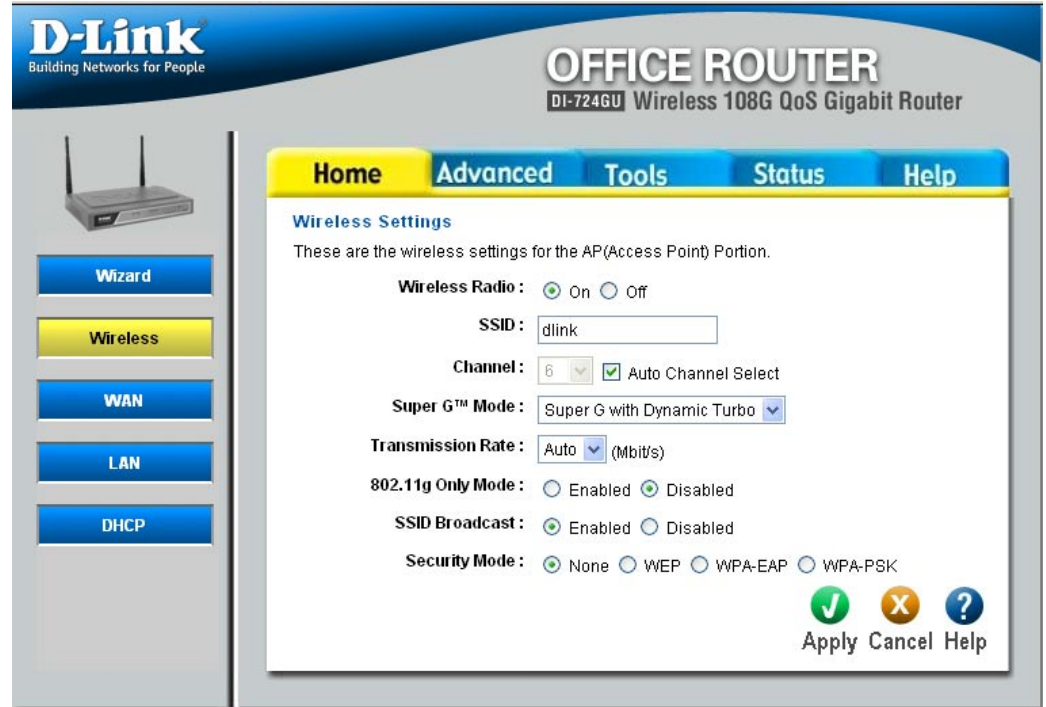 D-Link
Building Networks for People
OFFICE ROUTER
DI-724GU Wireless 108G QoS Gigabit Router
Home Advanced Tools Status Help
Wizard
Wireless
WAN
LAN
DHCP
Wireless Settings
These are the wireless settings for the AP(Access Point) Portion.
Wireless Radio : On Off
SSID : dlink
Channel : 6 Auto Channel Select
Super G™ Mode : Super G with Dynamic Turbo
Transmission Rate : Auto (Mbit/s)
802.11g Only Mode : Enabled Disabled
SSID Broadcast : Enabled Disabled
Security Mode : None WEP WPA-EAP WPA-PSK
Apply Cancel Help